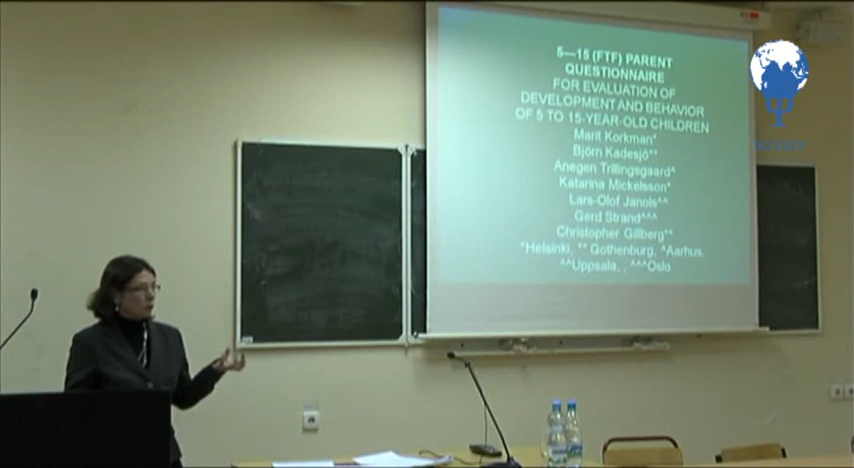 5—15 (FTF) PARENT
QUESTIONNAIRE
FOR EVALUATION OF
DEVELOPMENT AND BEHAVIOR
OF 5 TO 15-YEAR-OLD CHILDREN
Marit Korkman*
Björn Kadesjö**
Anegen Trillingsgaard^
Katarina Mickelsson*
Lars-Olof Janols^^
Gerd Strand^^^
Christopher Gillberg**
*Helsinki, ** Gothenburg, ^Aarhus,
^^Uppsala, , ^^^Oslo